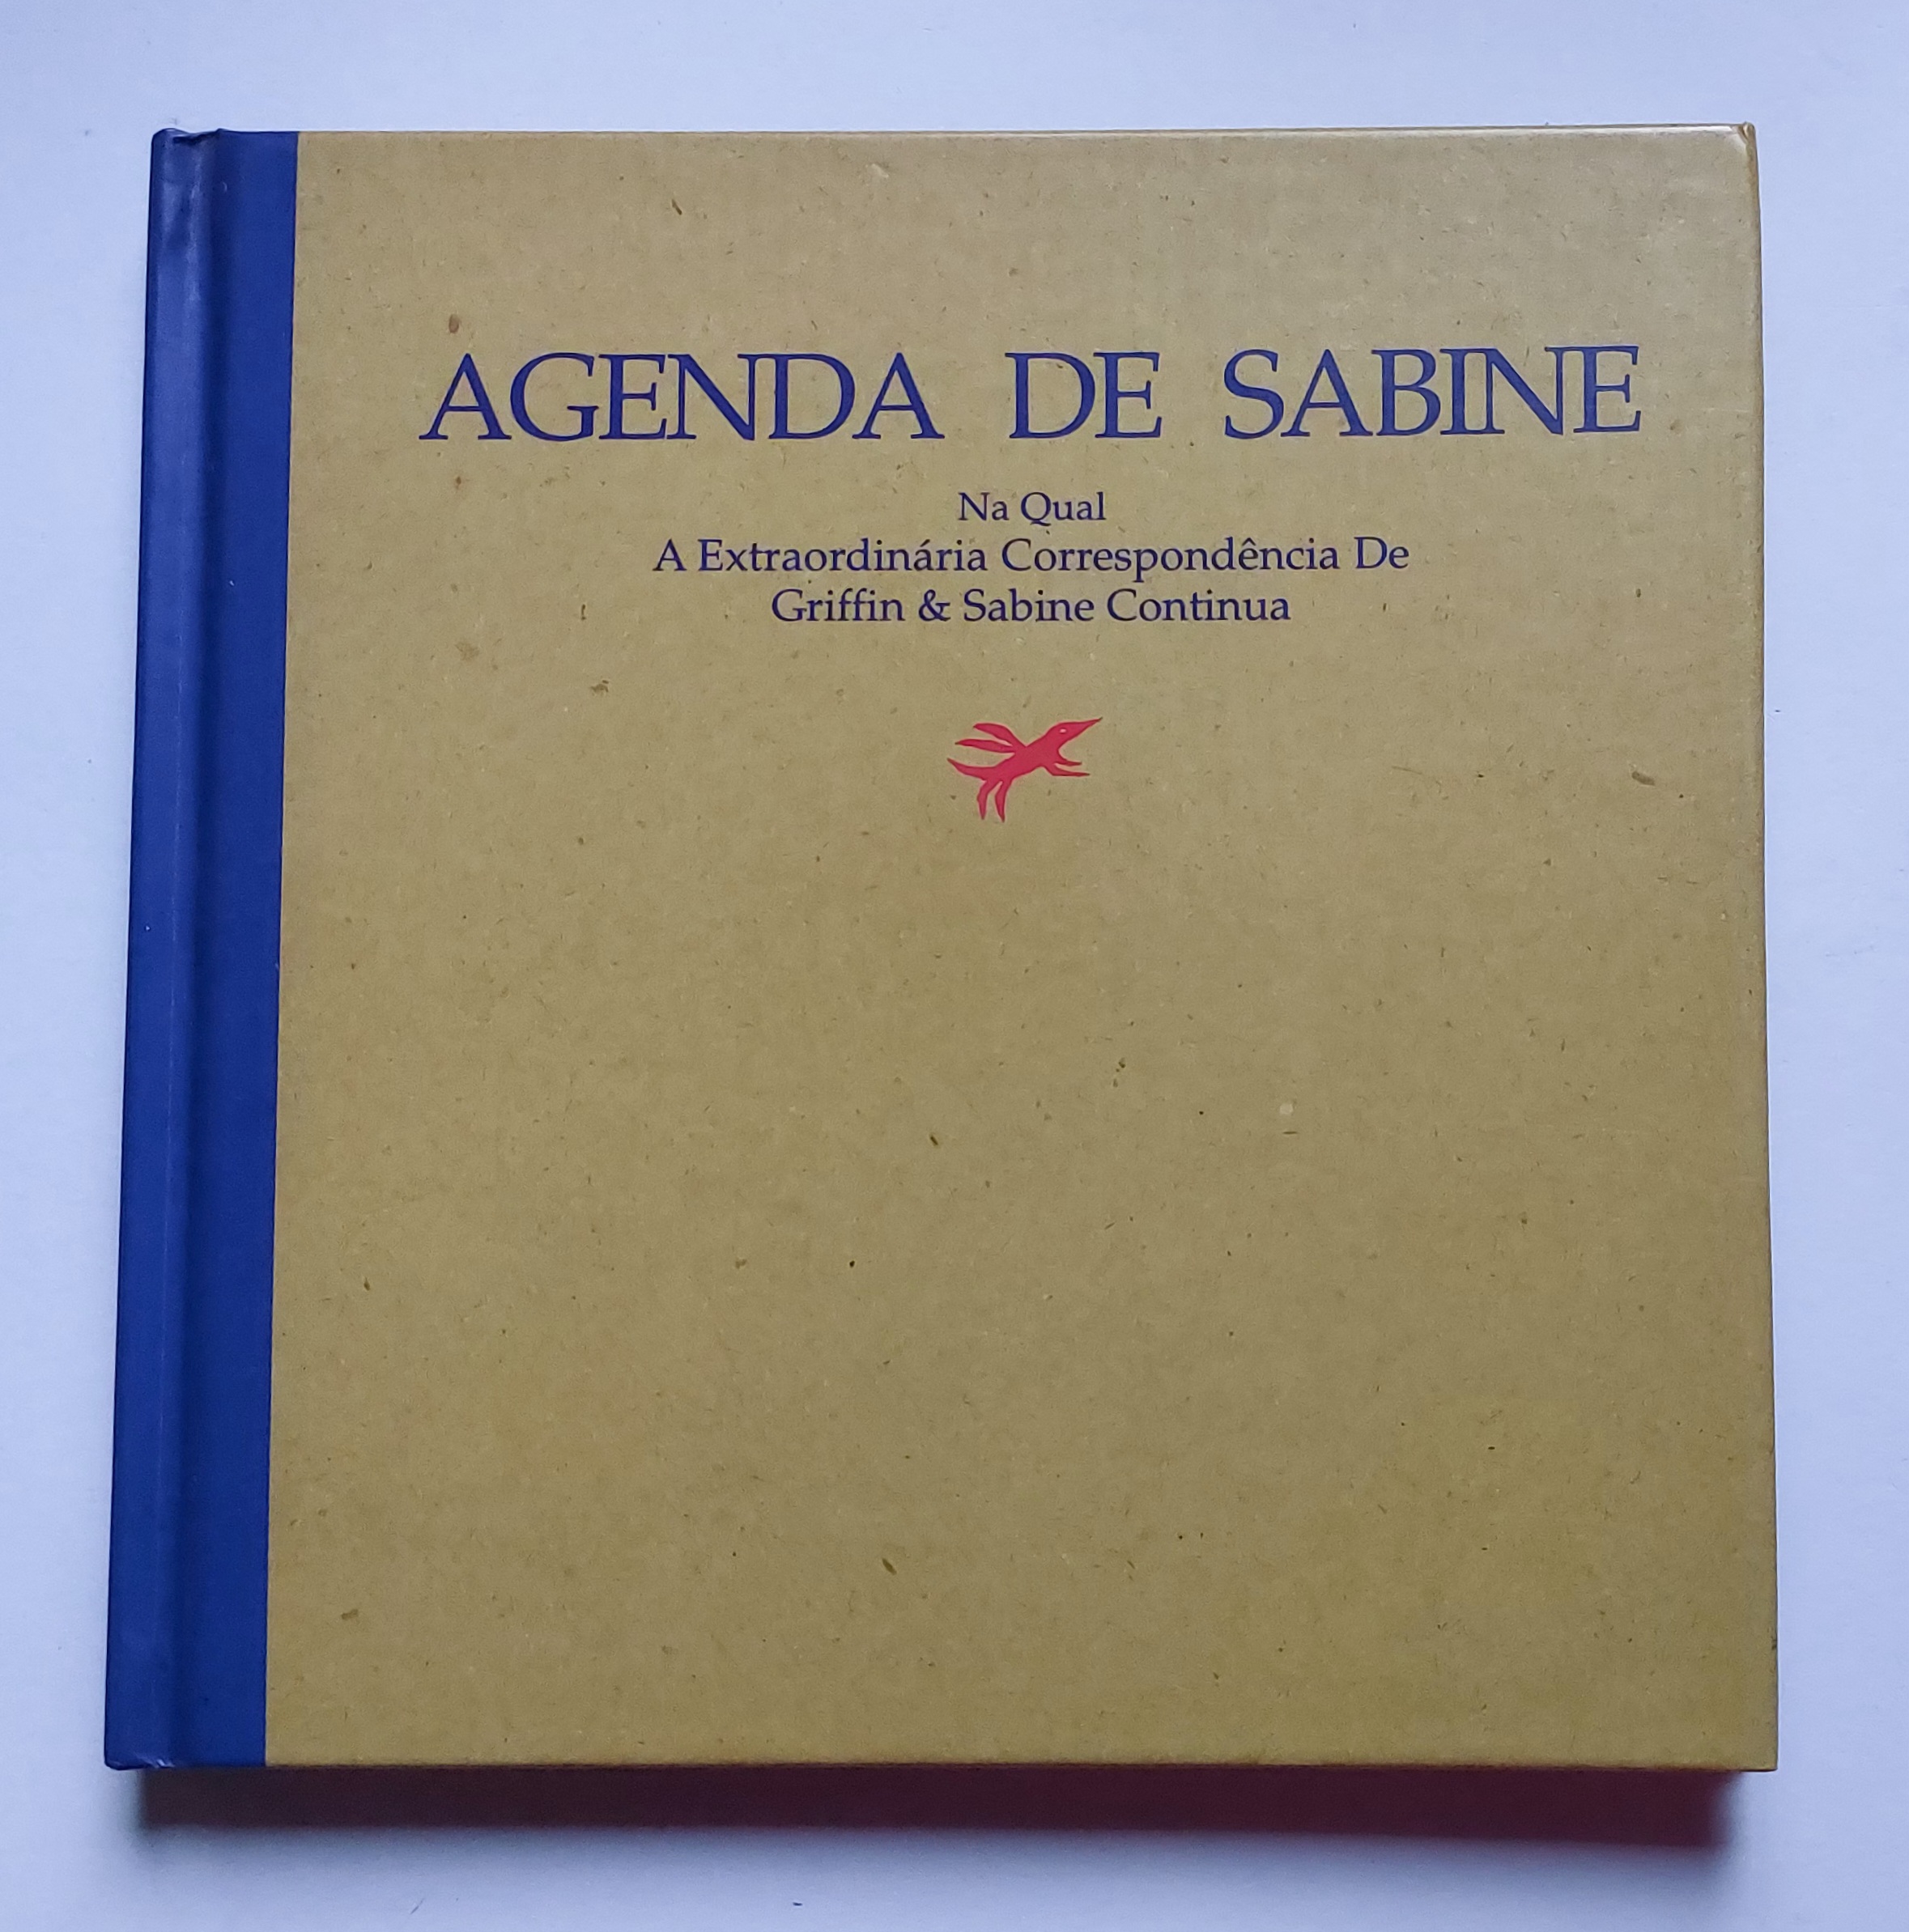 AGENDA DE SABINE
Na Qual
A Extraordinária Correspondência De
Griffin & Sabine Continua